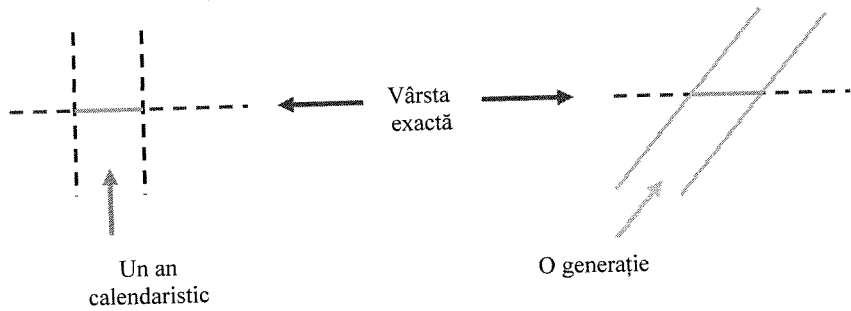 Vârsta
exactă
Un an
calendaristic
O generație